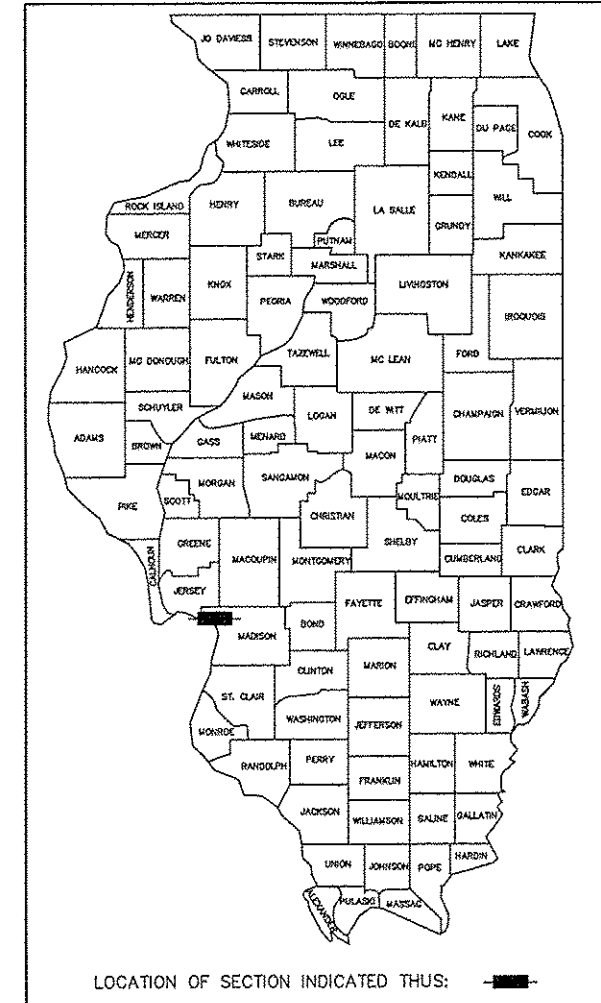 JO DAVIESS STEVENSON WINNEBAGO BOONE MC HENRY LAKE
CARROLL OGLE DE KALB KANE DU PAGE COOK
WHITESIDE LEE
KENDALL WILL
ROCK ISLAND HENRY BUREAU LA SALLE GRUNDY
MERCER PUTNAM KANKAKEE
STARK MARSHALL
HENDERSON WARREN KNOX PEORIA WOODFORD LIVINGSTON IROQUOIS
HANCOCK MC DONOUGH FULTON TAZEWELL MC LEAN FORD
SCHUYLER MASON LOGAN DE WITT CHAMPAIGN VERMILION
ADAMS BROWN CASS MENARD MACON PIATT
PIKE SCOTT MORGAN SANGAMON MOULTRIE DOUGLAS EDGAR
CHRISTIAN COLES
CALHOUN GREENE MACOUPIN MONTGOMERY SHELBY CUMBERLAND CLARK
JERSEY FAYETTE EFFINGHAM JASPER CRAWFORD
MADISON BOND CLAY RICHLAND LAWRENCE
CLINTON MARION
ST. CLAIR WAYNE EDWARDS WABASH
MONROE WASHINGTON JEFFERSON
RANDOLPH PERRY HAMILTON WHITE
FRANKLIN
JACKSON WILLIAMSON SALINE GALLATIN
UNION JOHNSON POPE HARDIN
ALEXANDER PULASKI MASSAC
LOCATION OF SECTION INDICATED THUS: